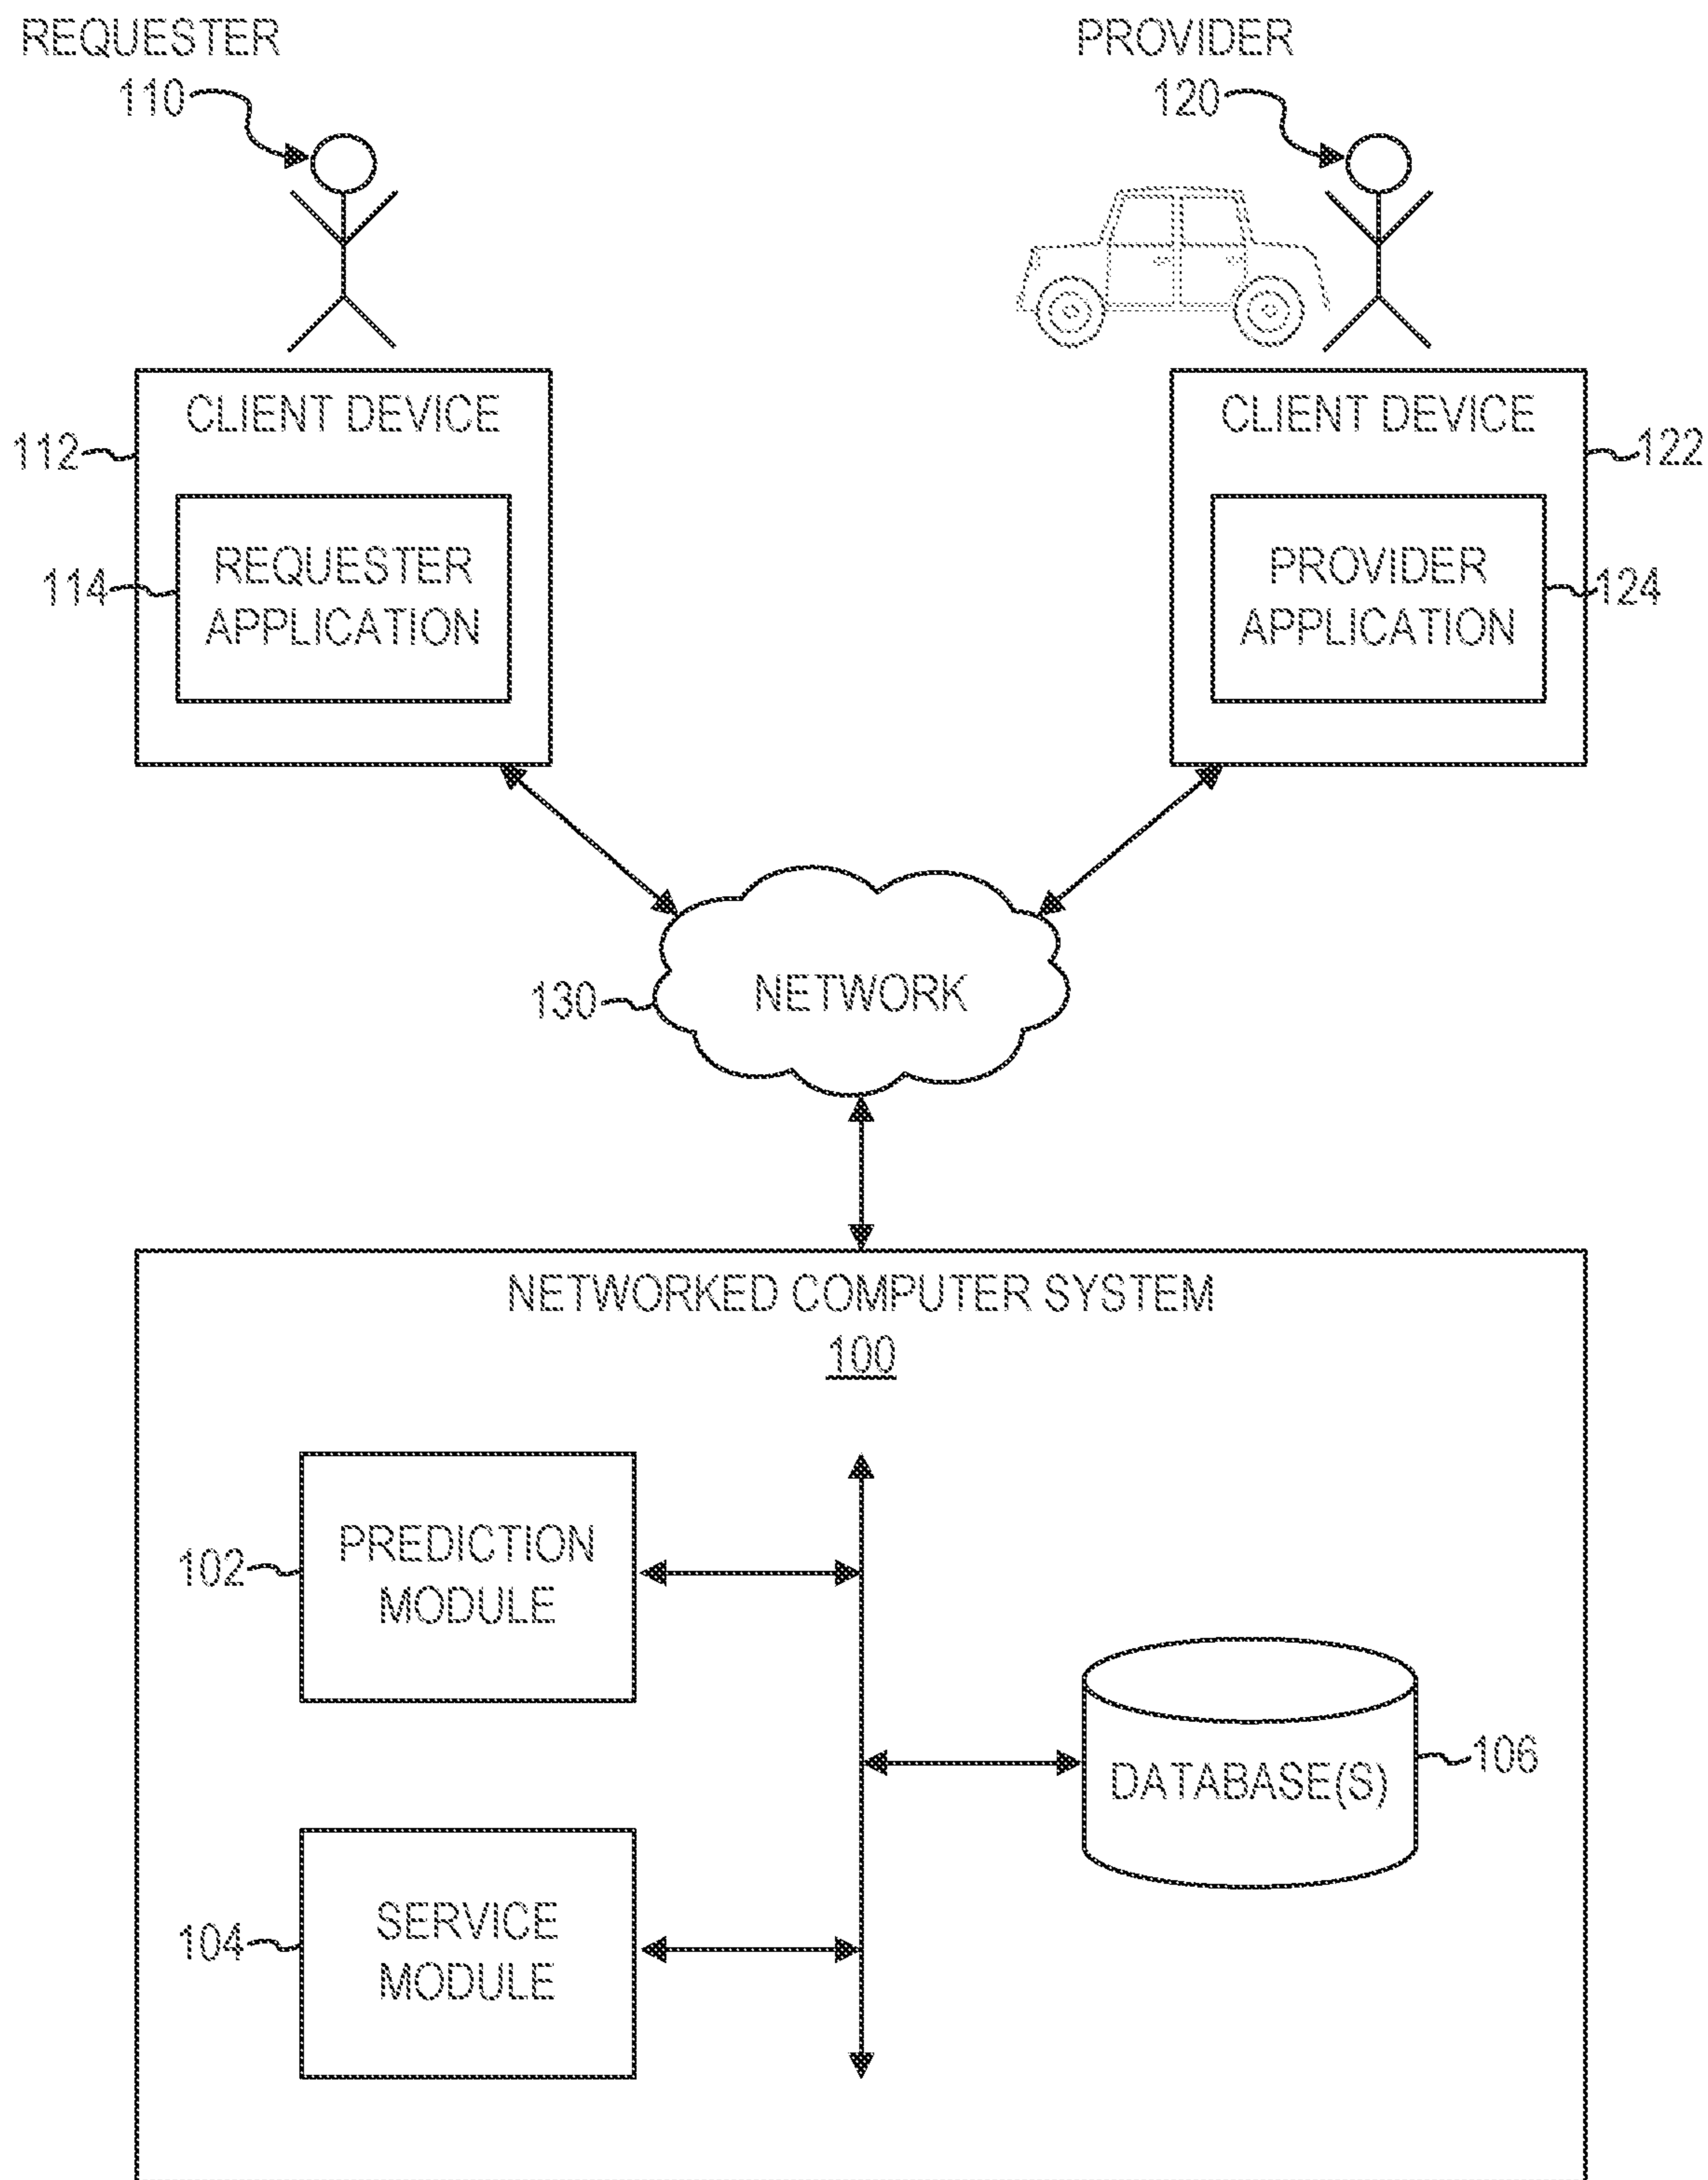 REQUESTER
110
PROVIDER
120
CLIENT DEVICE
112
REQUESTER
APPLICATION
114
CLIENT DEVICE
122
PROVIDER
APPLICATION
124
NETWORK
130
NETWORKED COMPUTER SYSTEM
100
PREDICTION
MODULE
102
DATABASE(S)
106
SERVICE
MODULE
104